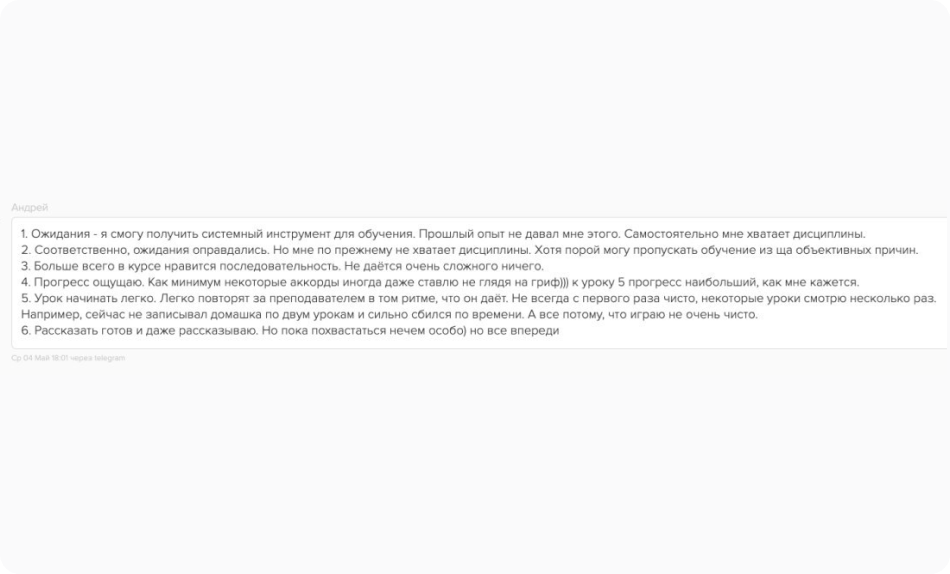 Андрей
1. Ожидания - я смогу получить системный инструмент для обучения. Прошлый опыт не давал мне этого. Самостоятельно мне хватает дисциплины.
2. Соответственно, ожидания оправдались. Но мне по прежнему не хватает дисциплины. Хотя порой могу пропускать обучение из ща объективных причин.
3. Больше всего в курсе нравится последовательность. Не даётся очень сложного ничего.
4. Прогресс ощущаю. Как минимум некоторые аккорды иногда даже ставлю не глядя на гриф))) к уроку 5 прогресс наибольший, как мне кажется.
5. Урок начинать легко. Легко повторят за преподавателем в том ритме, что он даёт. Не всегда с первого раза чисто, некоторые уроки смотрю несколько раз.
Например, сейчас не записывал домашка по двум урокам и сильно сбился по времени. А все потому, что играю не очень чисто.
6. Рассказать готов и даже рассказываю. Но пока похвастаться нечем особо) но все впереди
Ср 04 Май 18:01 через telegram